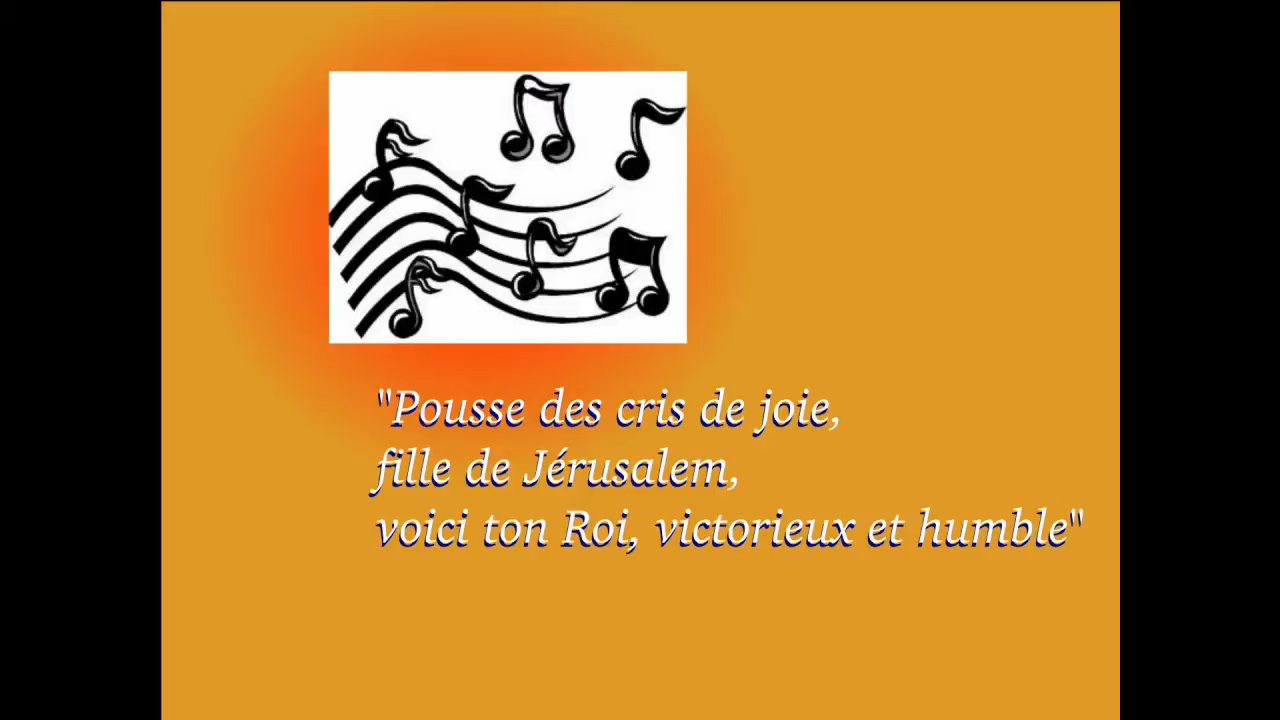 "Pousse des cris de joie,
fille de Jérusalem,
voici ton Roi, victorieux et humble"